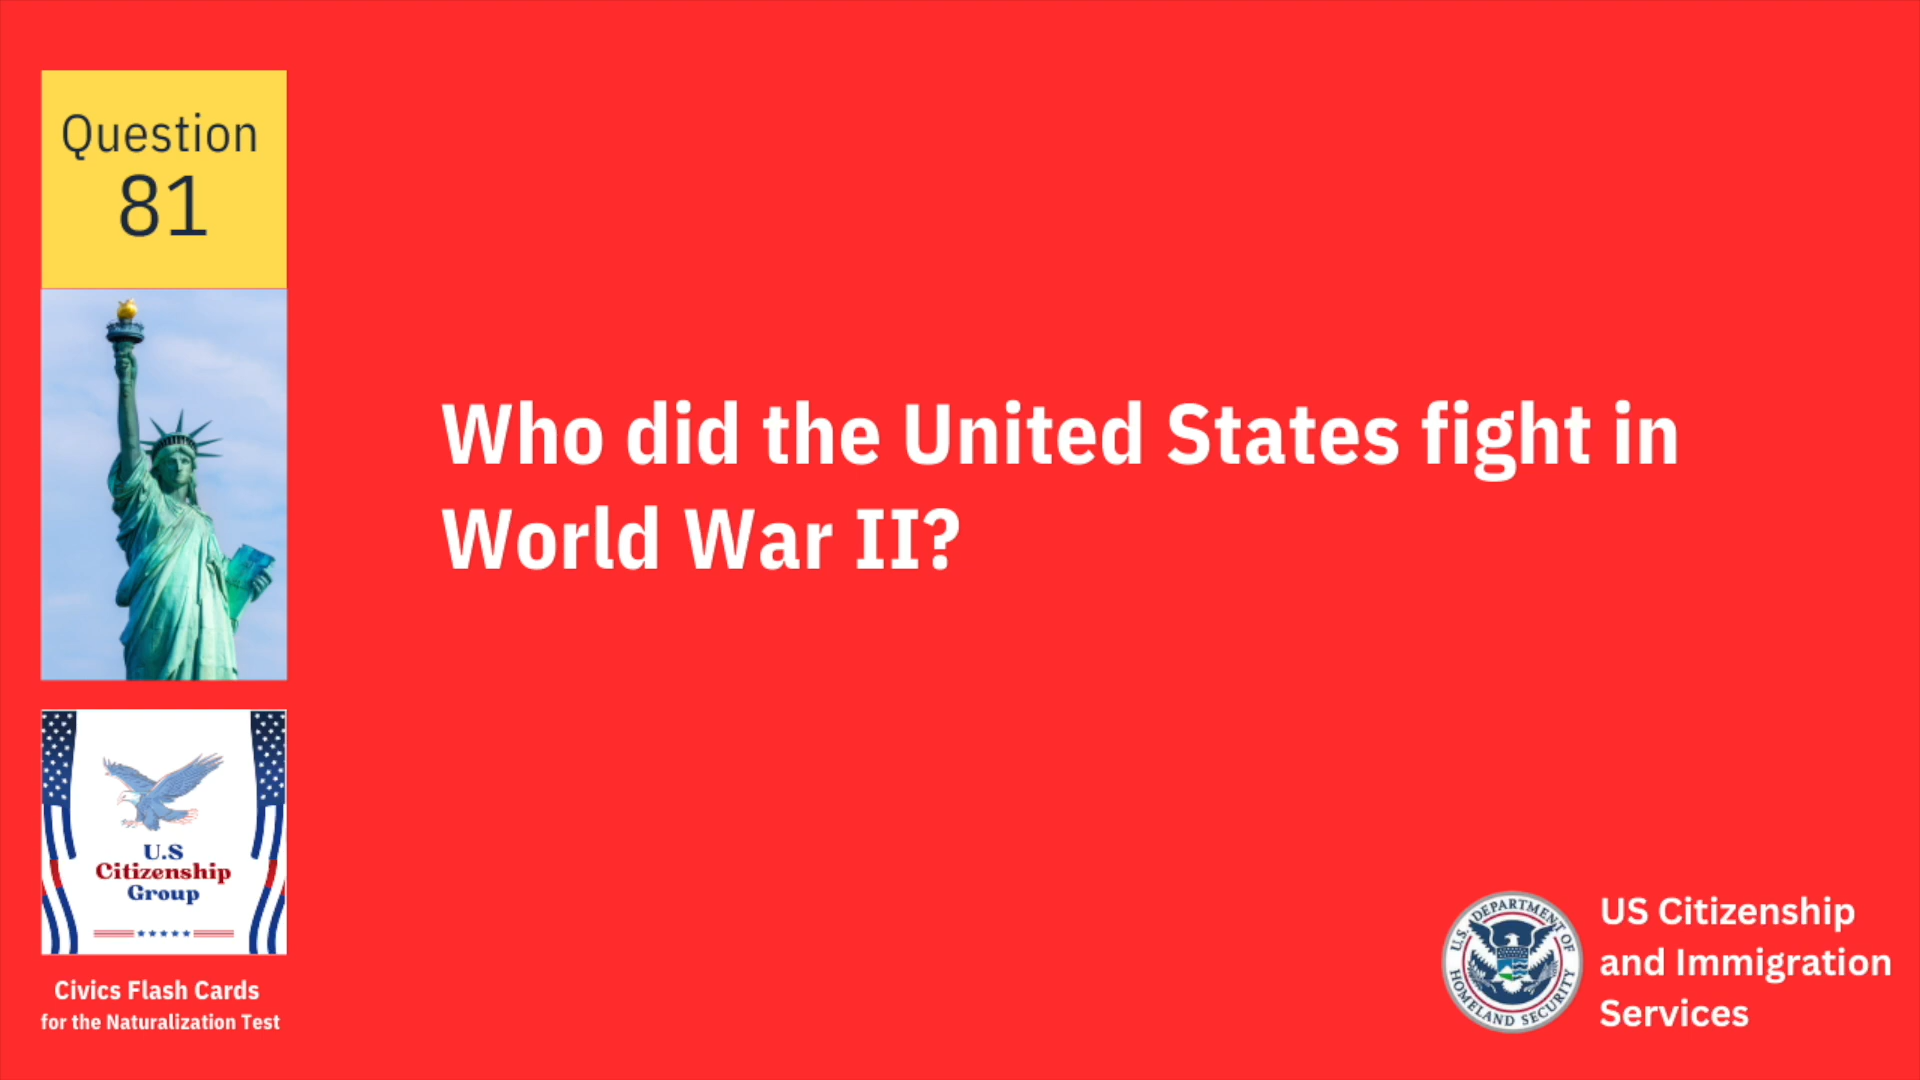 Question
81
Who did the United States fight in
World War II?
U.S
Citizenship
Group
Civics Flash Cards
for the Naturalization Test
U.S. DEPARTMENT OF
HOMELAND SECURITY
US Citizenship
and Immigration
Services